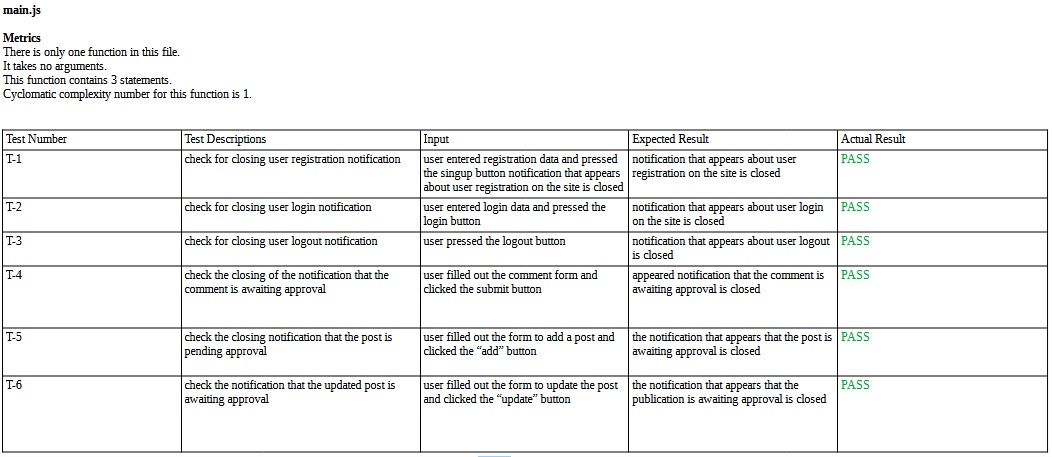 main.js
Metrics
There is only one function in this file.
It takes no arguments.
This function contains 3 statements.
Cyclomatic complexity number for this function is 1.
Test Number
Test Descriptions
Input
Expected Result
Actual Result
T-1
check for closing user registration notification
user entered registration data and pressed
the singup button notification that appears
about user registration on the site is closed
notification that appears about user
registration on the site is closed
PASS
T-2
check for closing user login notification
user entered login data and pressed the
login button
notification that appears about user login
on the site is closed
PASS
T-3
check for closing user logout notification
user pressed the logout button
notification that appears about user logout
is closed
PASS
T-4
check the closing of the notification that the
comment is awaiting approval
user filled out the comment form and
clicked the submit button
appeared notification that the comment is
awaiting approval is closed
PASS
T-5
check the closing notification that the post is
pending approval
user filled out the form to add a post and
clicked the “add” button
the notification that appears that the post is
awaiting approval is closed
PASS
T-6
check the notification that the updated post is
awaiting approval
user filled out the form to update the post
and clicked the “update” button
the notification that appears that the
publication is awaiting approval is closed
PASS